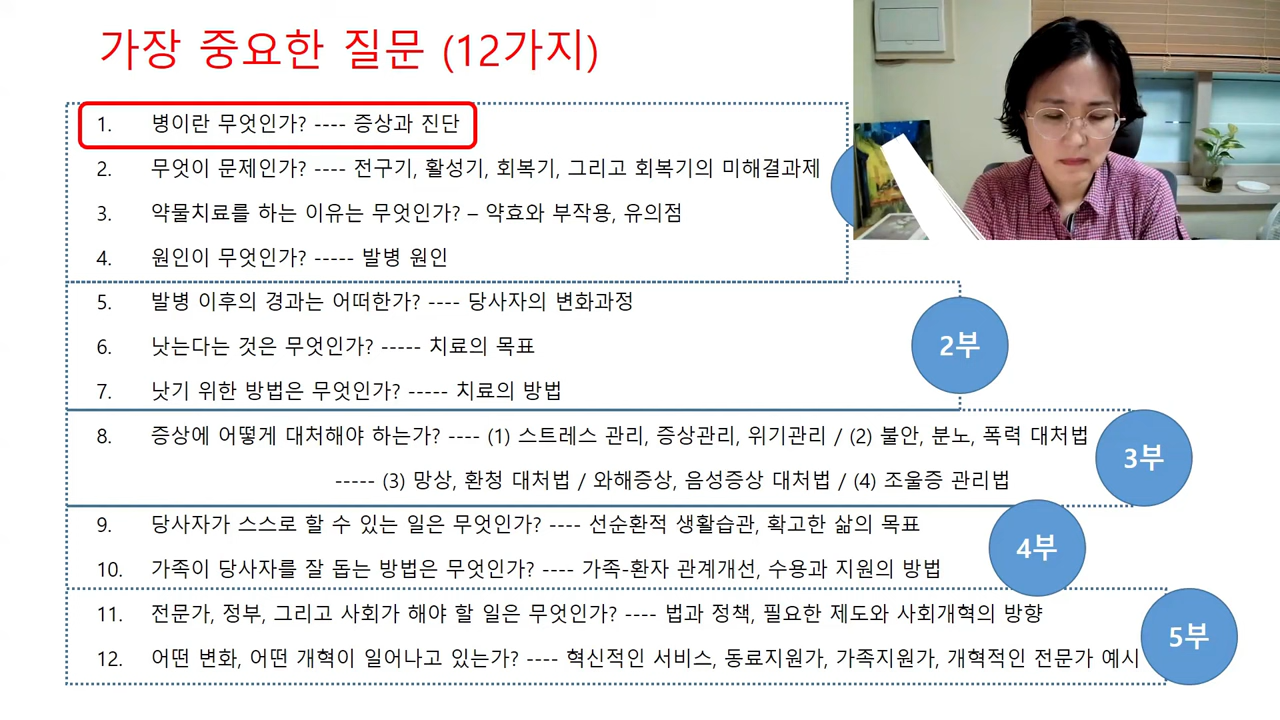 가장 중요한 질문 (12가지)
1. 병이란 무엇인가? ---- 증상과 진단
2. 무엇이 문제인가? ---- 전구기, 활성기, 회복기, 그리고 회복기의 미해결과제
3. 약물치료를 하는 이유는 무엇인가? – 약효와 부작용, 유의점
4. 원인이 무엇인가? ----- 발병 원인
5. 발병 이후의 경과는 어떠한가? ---- 당사자의 변화과정
2부
6. 낫는다는 것은 무엇인가? ----- 치료의 목표
7. 낫기 위한 방법은 무엇인가? ----- 치료의 방법
8. 증상에 어떻게 대처해야 하는가? ---- (1) 스트레스 관리, 증상관리, 위기관리 / (2) 불안, 분노, 폭력 대처법
3부
----- (3) 망상, 환청 대처법 / 와해증상, 음성증상 대처법 / (4) 조울증 관리법
9. 당사자가 스스로 할 수 있는 일은 무엇인가? ---- 선순환적 생활습관, 확고한 삶의 목표
4부
10. 가족이 당사자를 잘 돕는 방법은 무엇인가? ---- 가족-환자 관계개선, 수용과 지원의 방법
11. 전문가, 정부, 그리고 사회가 해야 할 일은 무엇인가? ---- 법과 정책, 필요한 제도와 사회개혁의 방향
5부
12. 어떤 변화, 어떤 개혁이 일어나고 있는가? ---- 혁신적인 서비스, 동료지원가, 가족지원가, 개혁적인 전문가 예시